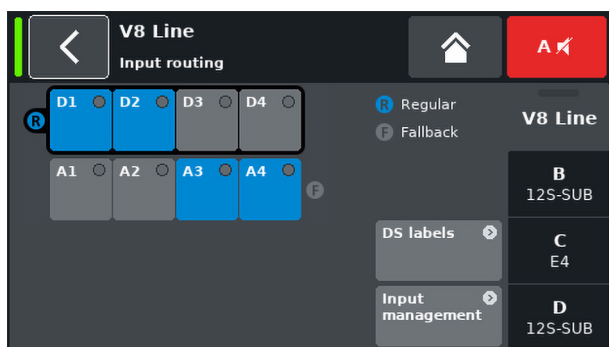 V8 Line
Input routing
A
D1 D2 D3 D4
R
A1 A2 A3 A4
F
R Regular
F Fallback
DS labels
Input
management
V8 Line
B
12S-SUB
C
E4
D
12S-SUB